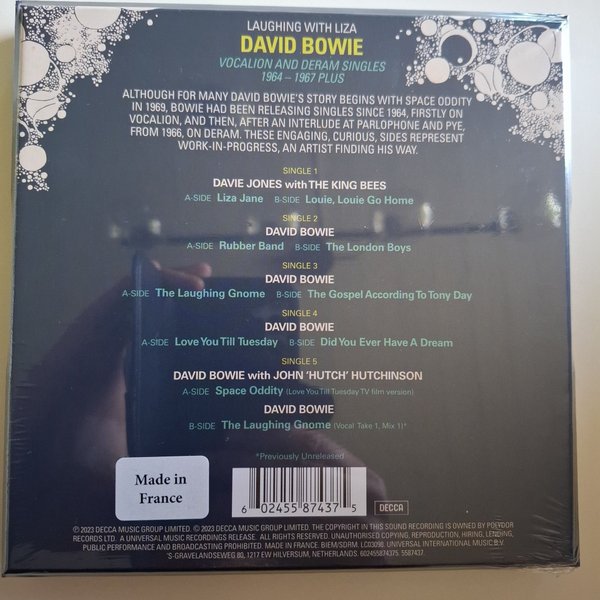 LAUGHING WITH LIZA
DAVID BOWIE
VOCALION AND DERAM SINGLES
1964 – 1967 PLUS
ALTHOUGH FOR MANY DAVID BOWIE'S STORY BEGINS WITH SPACE ODDITY
IN 1969, BOWIE HAD BEEN RELEASING SINGLES SINCE 1964, FIRSTLY ON
VOCALION, AND THEN, AFTER AN INTERLUDE AT PARLOPHONE AND PYE,
FROM 1966, ON DERAM. THESE ENGAGING, CURIOUS, SIDES REPRESENT
WORK-IN-PROGRESS, AN ARTIST FINDING HIS WAY.
SINGLE 1
DAVIE JONES with THE KING BEES
A-SIDE Liza Jane B-SIDE Louie, Louie Go Home
SINGLE 2
DAVID BOWIE
A-SIDE Rubber Band B-SIDE The London Boys
SINGLE 3
DAVID BOWIE
A-SIDE The Laughing Gnome B-SIDE The Gospel According To Tony Day
SINGLE 4
DAVID BOWIE
A-SIDE Love You Till Tuesday B-SIDE Did You Ever Have A Dream
SINGLE 5
DAVID BOWIE with JOHN 'HUTCH' HUTCHINSON
A-SIDE Space Oddity (Love You Till Tuesday TV film version)
DAVID BOWIE
B-SIDE The Laughing Gnome (Vocal Take 1, Mix 1)*
*Previously Unreleased
Made in
France
6 02455 87437 5
DECCA
℗ 2023 DECCA MUSIC GROUP LIMITED. © 2023 DECCA MUSIC GROUP LIMITED. THE COPYRIGHT IN THIS SOUND RECORDING IS OWNED BY POLYDOR
RECORDS LTD. A UNIVERSAL MUSIC RECORDINGS RELEASE. ALL RIGHTS RESERVED. UNAUTHORISED COPYING, REPRODUCTION, HIRING, LENDING,
PUBLIC PERFORMANCE AND BROADCASTING PROHIBITED. MADE IN FRANCE. BIEM/SDRM. LC03098. UNIVERSAL INTERNATIONAL MUSIC B.V.
'S-GRAVELANDSEWEG 80, 1217 EW HILVERSUM, NETHERLANDS. 602455874375. 5587437.